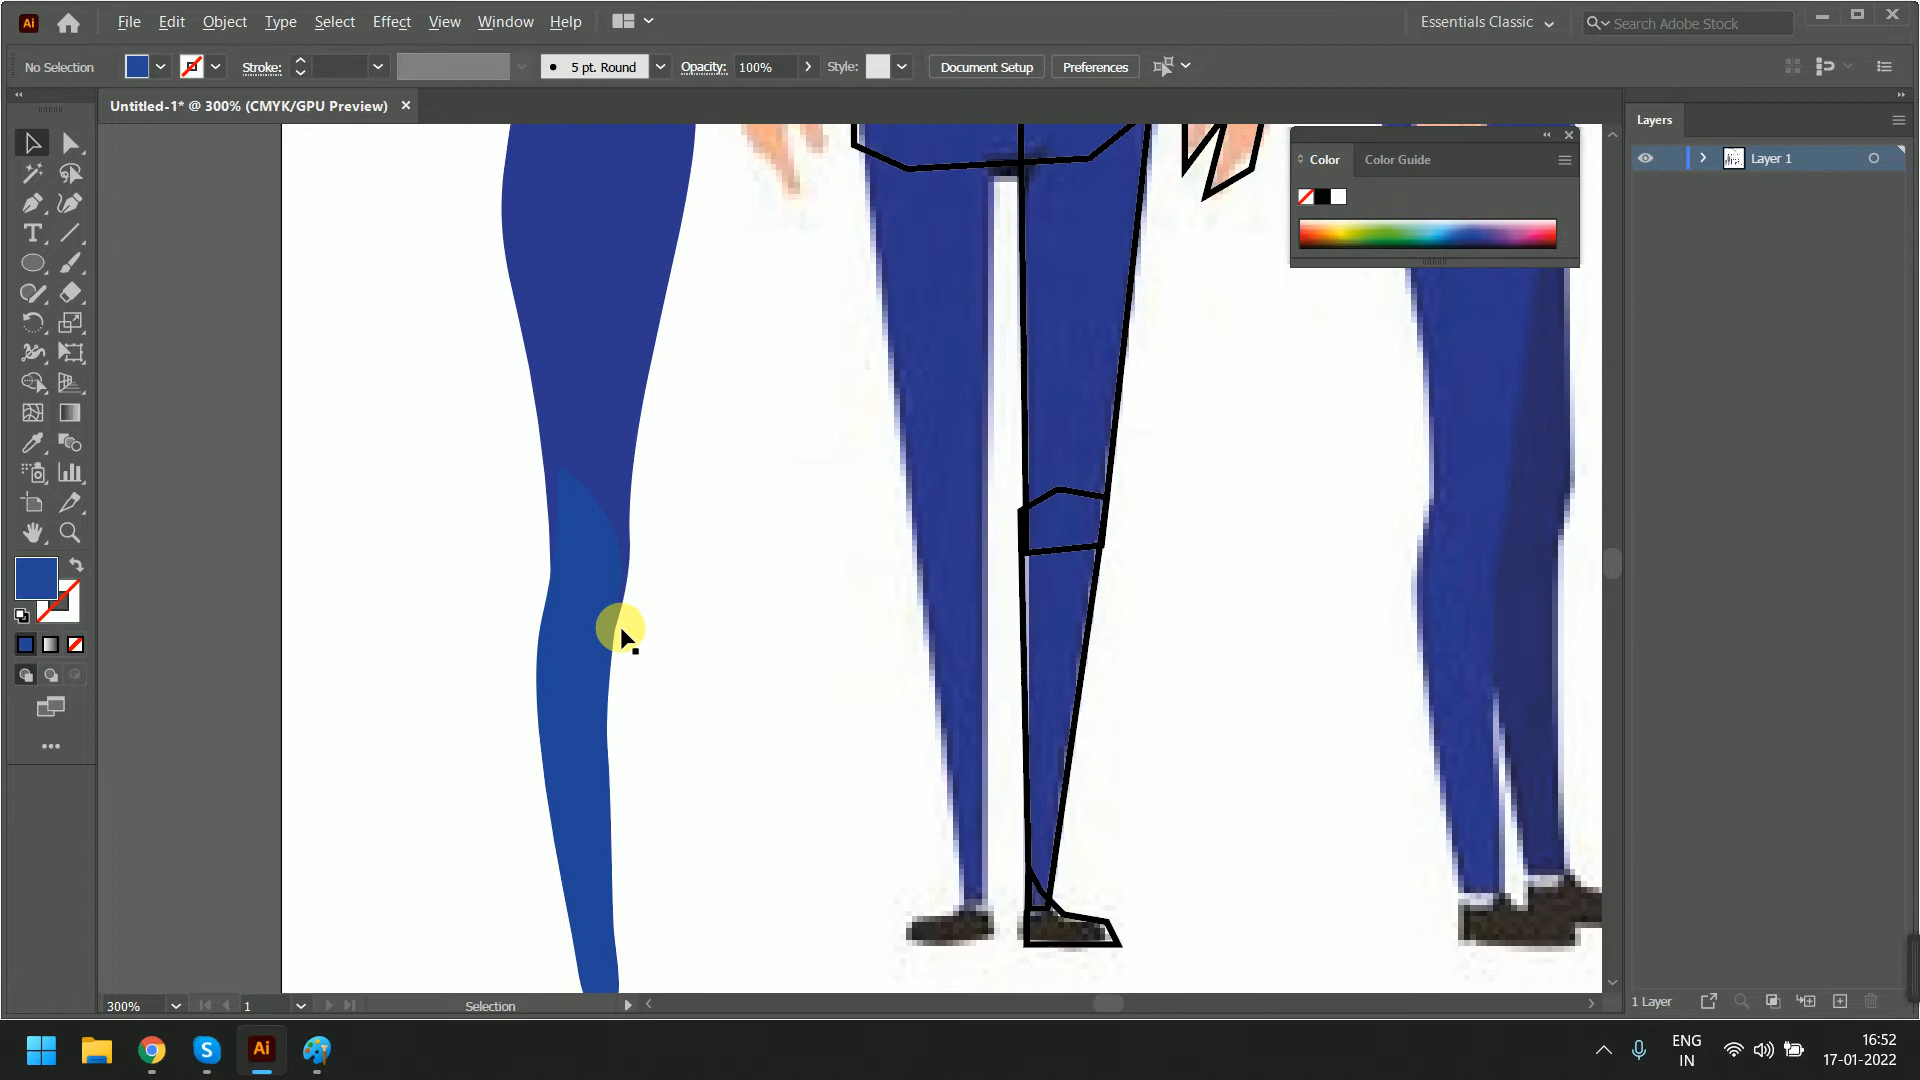 Ai File Edit Object Type Select Effect View Window Help Essentials Classic Search Adobe Stock
No Selection Stroke: 5 pt. Round Opacity: 100% Style: Document Setup Preferences
Untitled-1* @ 300% (CMYK/GPU Preview)
Layers
Color Color Guide
Layer 1
300% 1 Selection 1 Layer
Ai ENG IN 16:52 17-01-2022